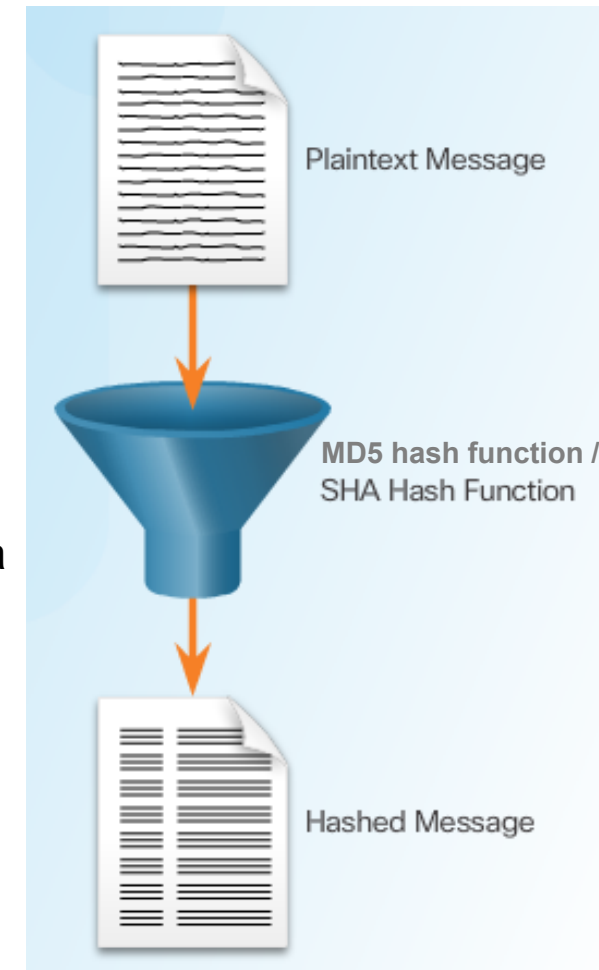 Plaintext Message
MD5 hash function /
SHA Hash Function
Hashed Message